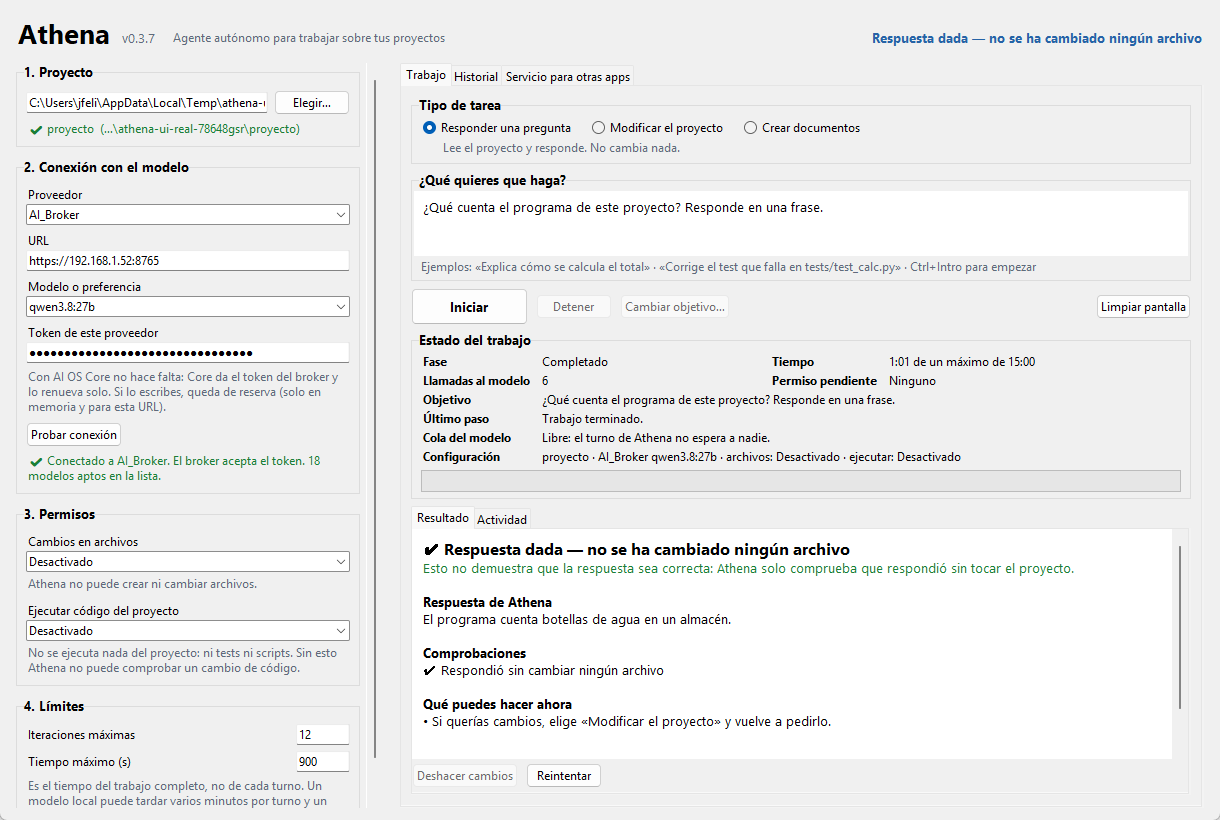 Athena v0.3.7 Agente autónomo para trabajar sobre tus proyectos
Respuesta dada — no se ha cambiado ningún archivo
1. Proyecto
C:\Users\jfeli\AppData\Local\Temp\athena-u
Elegir...
✔ proyecto (...\athena-ui-real-78648gsr\proyecto)
2. Conexión con el modelo
Proveedor
AI_Broker
URL
https://192.168.1.52:8765
Modelo o preferencia
qwen3.8:27b
Token de este proveedor
Con AI OS Core no hace falta: Core da el token del broker y
lo renueva solo. Si lo escribes, queda de reserva (solo en
memoria y para esta URL).
Probar conexión
✔ Conectado a AI_Broker. El broker acepta el token. 18
modelos aptos en la lista.
3. Permisos
Cambios en archivos
Desactivado
Athena no puede crear ni cambiar archivos.
Ejecutar código del proyecto
Desactivado
No se ejecuta nada del proyecto: ni tests ni scripts. Sin esto
Athena no puede comprobar un cambio de código.
4. Límites
Iteraciones máximas 12
Tiempo máximo (s) 900
Es el tiempo del trabajo completo, no de cada turno. Un
modelo local puede tardar varios minutos por turno y un
Trabajo Historial Servicio para otras apps
Tipo de tarea
Responder una pregunta Modificar el proyecto Crear documentos
Lee el proyecto y responde. No cambia nada.
¿Qué quieres que haga?
¿Qué cuenta el programa de este proyecto? Responde en una frase.
Ejemplos: «Explica cómo se calcula el total» · «Corrige el test que falla en tests/test_calc.py» · Ctrl+Intro para empezar
Iniciar Detener Cambiar objetivo... Limpiar pantalla
Estado del trabajo
Fase Completado Tiempo 1:01 de un máximo de 15:00
Llamadas al modelo 6 Permiso pendiente Ninguno
Objetivo ¿Qué cuenta el programa de este proyecto? Responde en una frase.
Último paso Trabajo terminado.
Cola del modelo Libre: el turno de Athena no espera a nadie.
Configuración proyecto · AI_Broker qwen3.8:27b · archivos: Desactivado · ejecutar: Desactivado
Resultado Actividad
✔ Respuesta dada — no se ha cambiado ningún archivo
Esto no demuestra que la respuesta sea correcta: Athena solo comprueba que respondió sin tocar el proyecto.
Respuesta de Athena
El programa cuenta botellas de agua en un almacén.
Comprobaciones
✔ Respondió sin cambiar ningún archivo
Qué puedes hacer ahora
• Si querías cambios, elige «Modificar el proyecto» y vuelve a pedirlo.
Deshacer cambios Reintentar